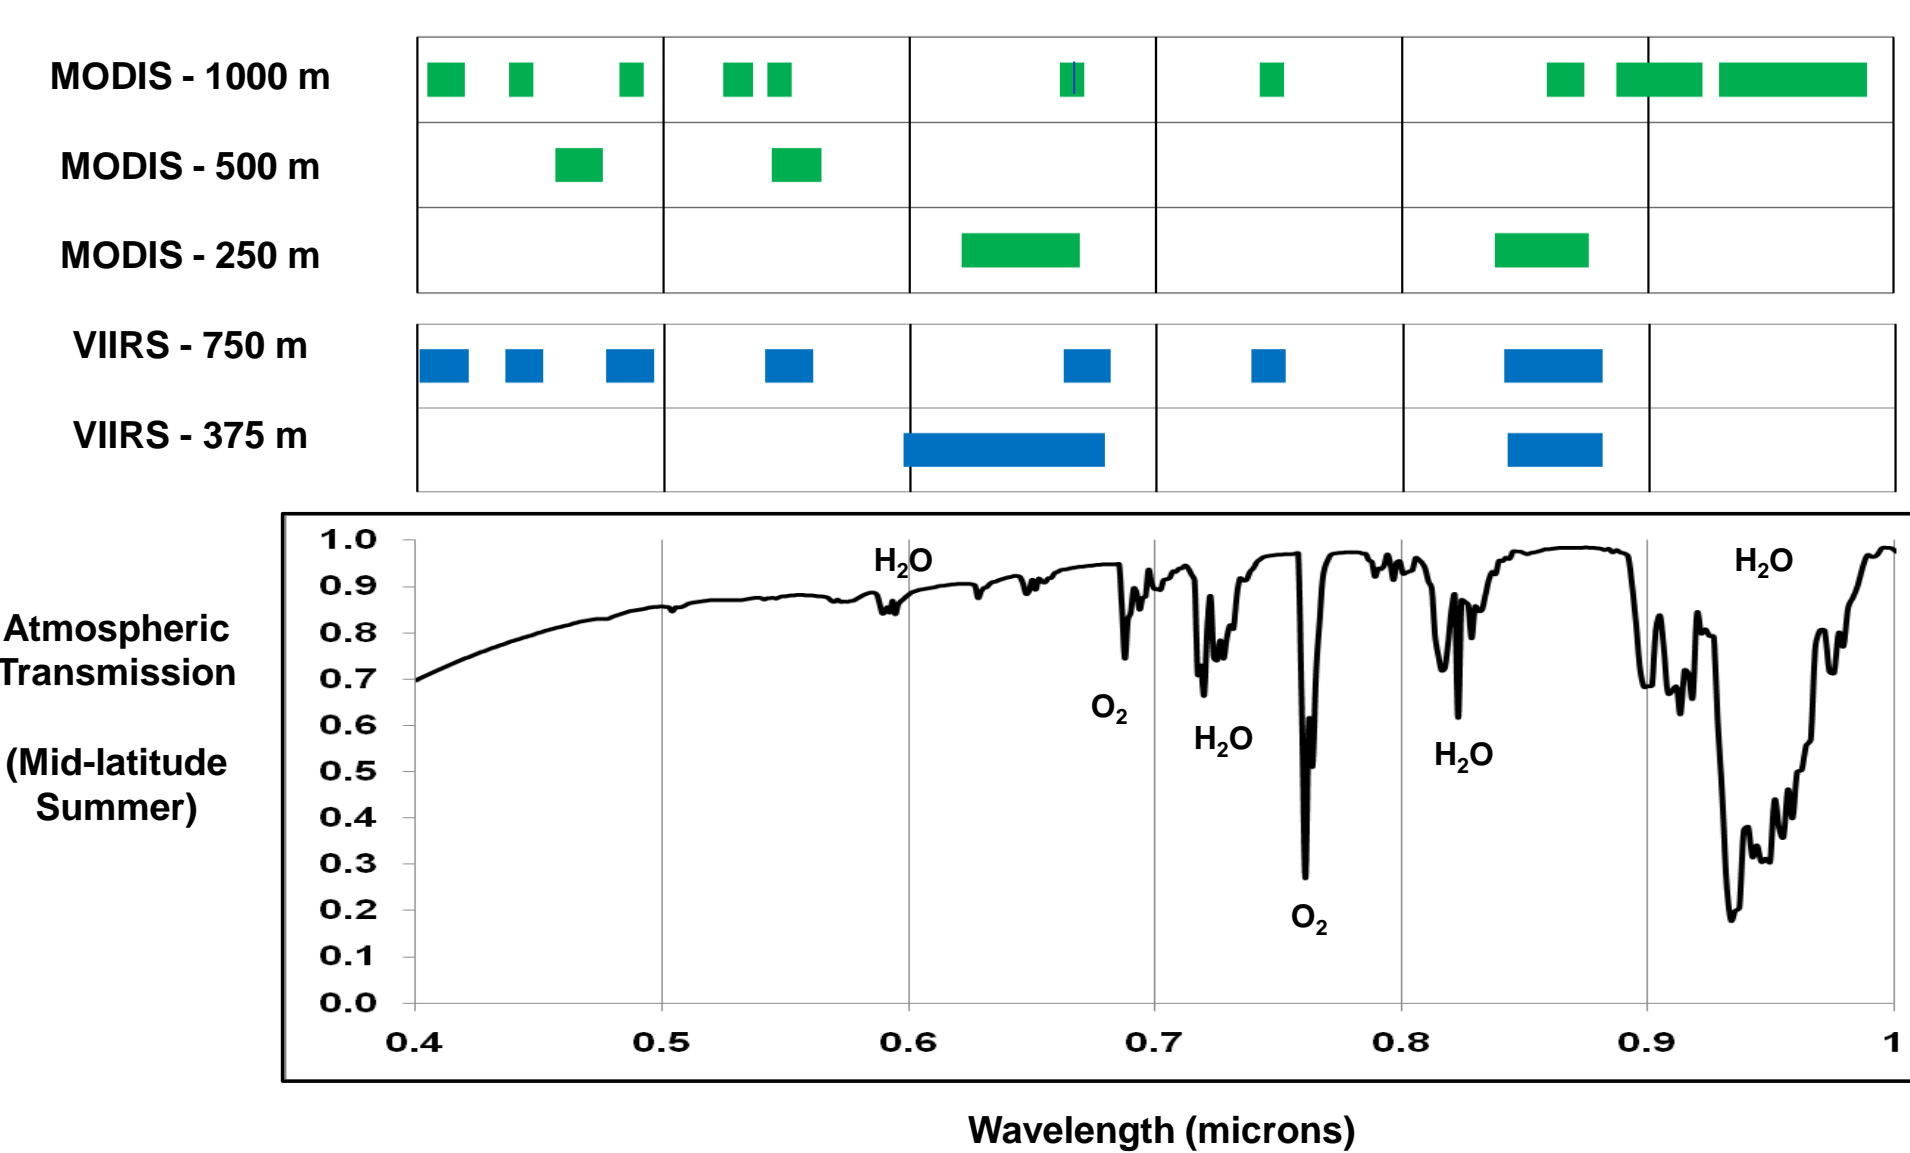 MODIS - 1000 m
MODIS - 500 m
MODIS - 250 m
VIIRS - 750 m
VIIRS - 375 m
Atmospheric
Transmission
(Mid-latitude
Summer)
1.0
0.9
0.8
0.7
0.6
0.5
0.4
0.3
0.2
0.1
0.0
H₂O
O₂
H₂O
O₂
H₂O
H₂O
0.4 0.5 0.6 0.7 0.8 0.9 1
Wavelength (microns)